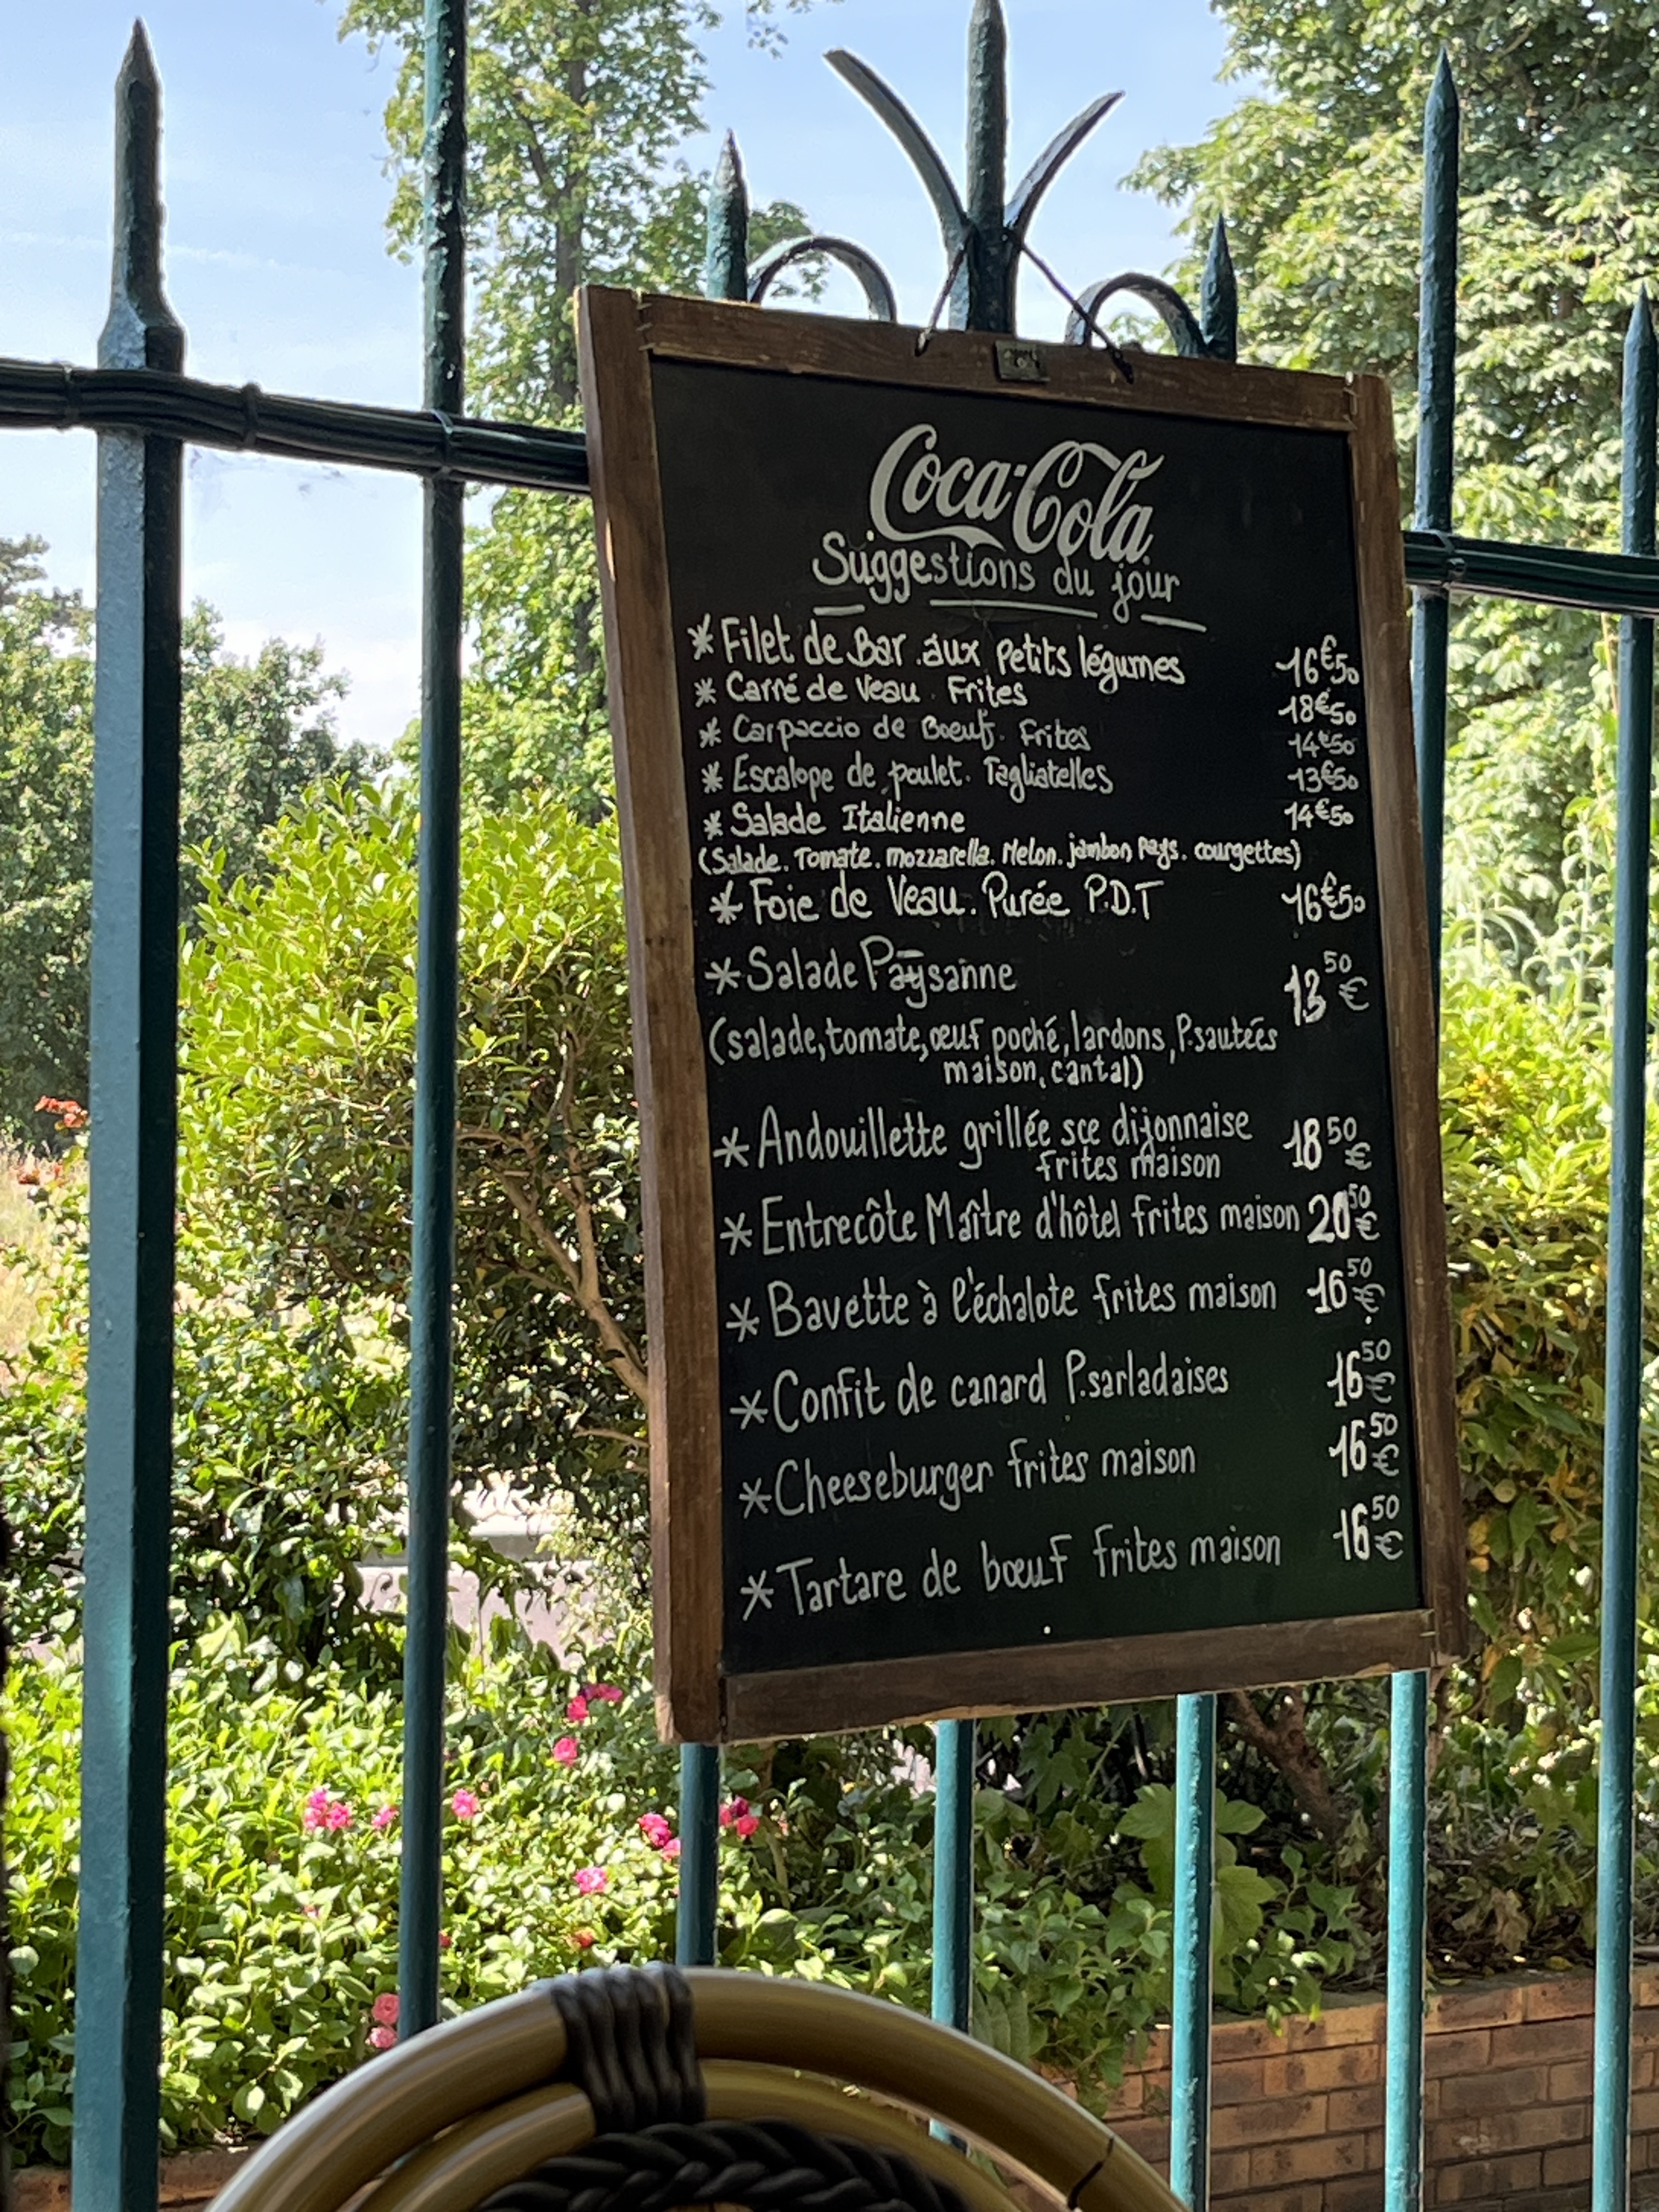 Coca-Cola
Suggestions du jour
* Filet de Bar. aux Petits légumes 16€50
* Carré de Veau. Frites 18€50
* Carpaccio de Boeuf. Frites 14€50
* Escalope de poulet. Tagliatelles 13€50
* Salade Italienne 14€50
(Salade. Tomate. mozzarella. Melon. jambon Pays. courgettes)
* Foie de Veau. Purée P.D.T 16€50
* Salade Paysanne 13 50 €
(salade, tomate, œuf poché, lardons, P.sautées
maison, cantal)
* Andouillette grillée sce dijonnaise 18 50 €
frites maison
* Entrecôte Maître d'hôtel frites maison 20 50 €
* Bavette à l'échalote frites maison 16 50 €
* Confit de canard P.sarladaises 16 50 €
* Cheeseburger frites maison 16 50 €
* Tartare de bœuf frites maison 16 50 €